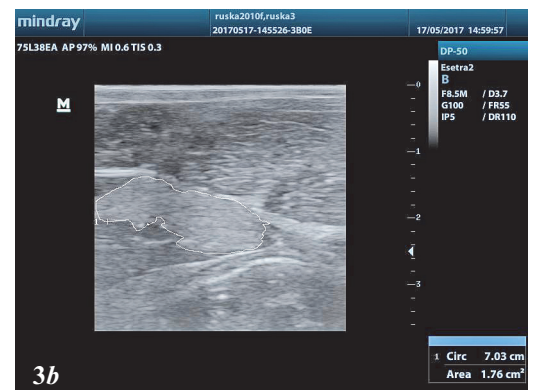 mindray
ruska2010f,ruska3
20170517-145526-3B0E
17/05/2017 14:59:57
75L38EA AP 97% MI 0.6 TIS 0.3
DP-50
Esetra2
B
F8.5M / D3.7
G100 / FR55
IP5 / DR110
M
0
1
2
3
1 Circ 7.03 cm
Area 1.76 cm²
3b